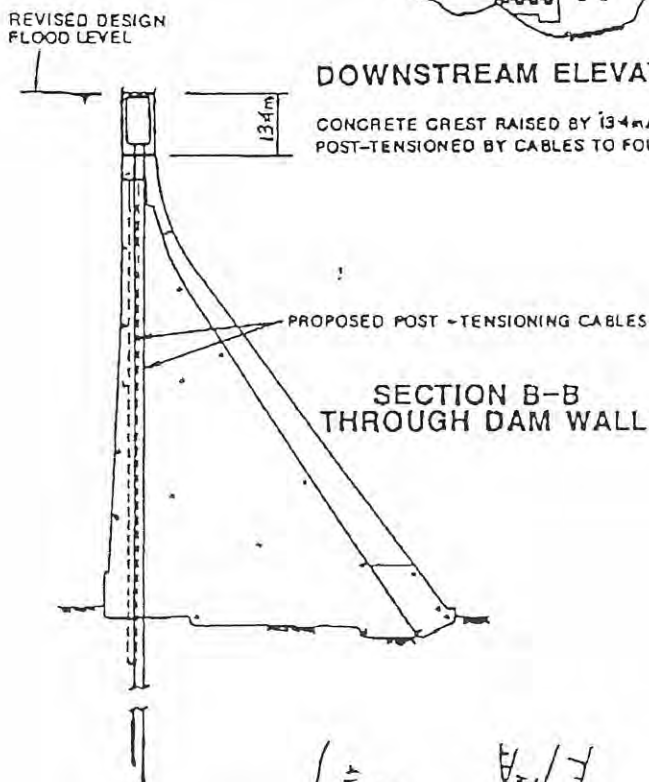 REVISED DESIGN
FLOOD LEVEL
DOWNSTREAM ELEVA
13.4m
CONCRETE CREST RAISED BY 13.4m
POST-TENSIONED BY CABLES TO FOU
PROPOSED POST-TENSIONING CABLES
SECTION B-B
THROUGH DAM WALL